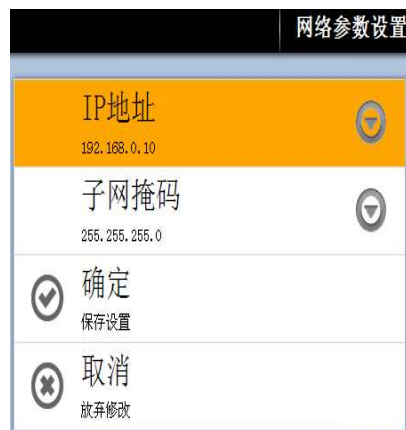 网络参数设置
IP地址
192.168.0.10
子网掩码
255.255.255.0
确定
保存设置
取消
放弃修改